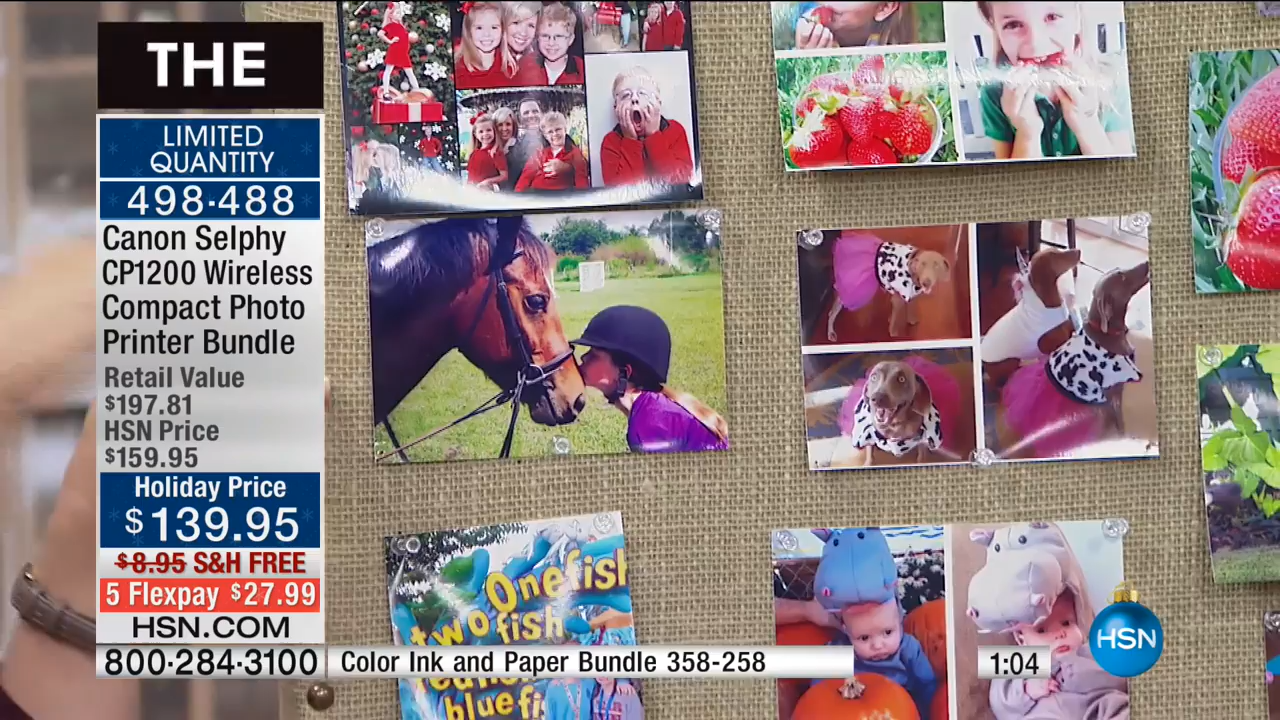 THE
LIMITED
QUANTITY
498-488
Canon Selphy
CP1200 Wireless
Compact Photo
Printer Bundle
Retail Value
$197.81
HSN Price
$159.95
Holiday Price
$139.95
$8.95 S&H FREE
5 Flexpay $27.99
HSN.COM
800·284·3100
Color Ink and Paper Bundle 358-258
1:04
HSN
One fish
two
fish
blue fi